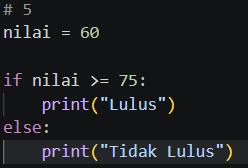 # 5
nilai = 60

if nilai >= 75:
    print("Lulus")
else:
    print("Tidak Lulus")